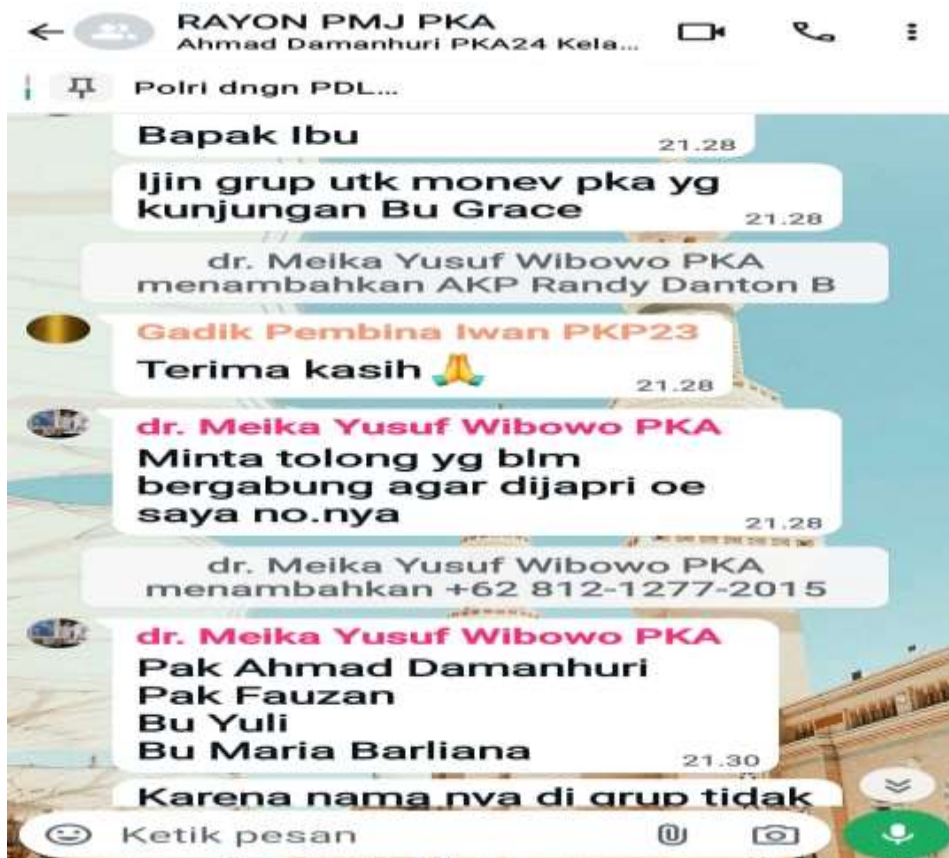 RAYON PMJ PKA
Ahmad Damanhuri PKA24 Kela...
Polri dngn PDL...
Bapak Ibu
21.28
Ijin grup utk monev pka yg
kunjungan Bu Grace
21.28
dr. Meika Yusuf Wibowo PKA
menambahkan AKP Randy Danton B
Gadik Pembina Iwan PKP23
Terima kasih 🙏
21.28
dr. Meika Yusuf Wibowo PKA
Minta tolong yg blm
bergabung agar dijapri oe
saya no.nya
21.28
dr. Meika Yusuf Wibowo PKA
menambahkan +62 812-1277-2015
dr. Meika Yusuf Wibowo PKA
Pak Ahmad Damanhuri
Pak Fauzan
Bu Yuli
Bu Maria Barliana
21.30
Karena nama nya di grup tidak
Ketik pesan